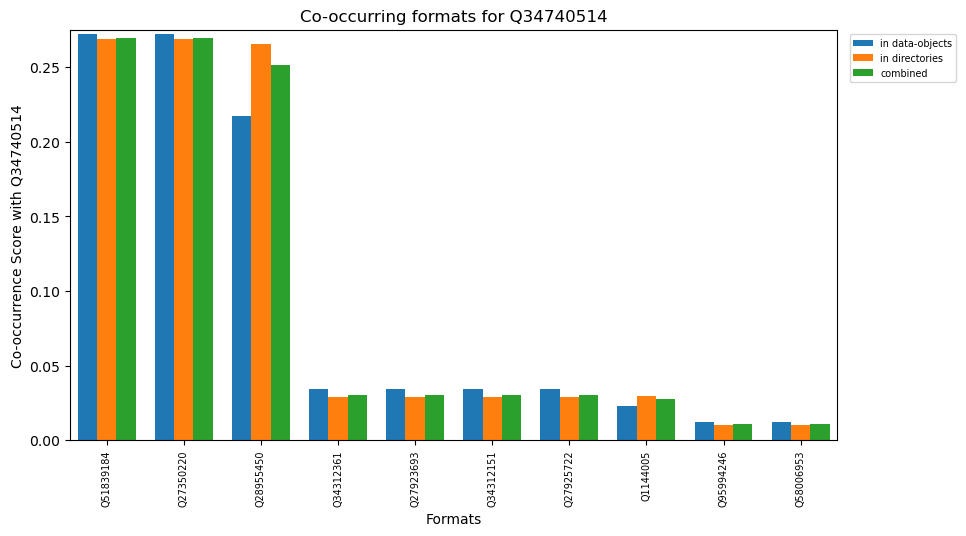 Co-occurring formats for Q34740514
in data-objects
in directories
combined
Co-occurrence Score with Q34740514
0.25
0.20
0.15
0.10
0.05
0.00
Q51839184
Q27350220
Q28955450
Q34312361
Q27923693
Q34312151
Q27925722
Q1144005
Q95994246
Q58006953
Formats